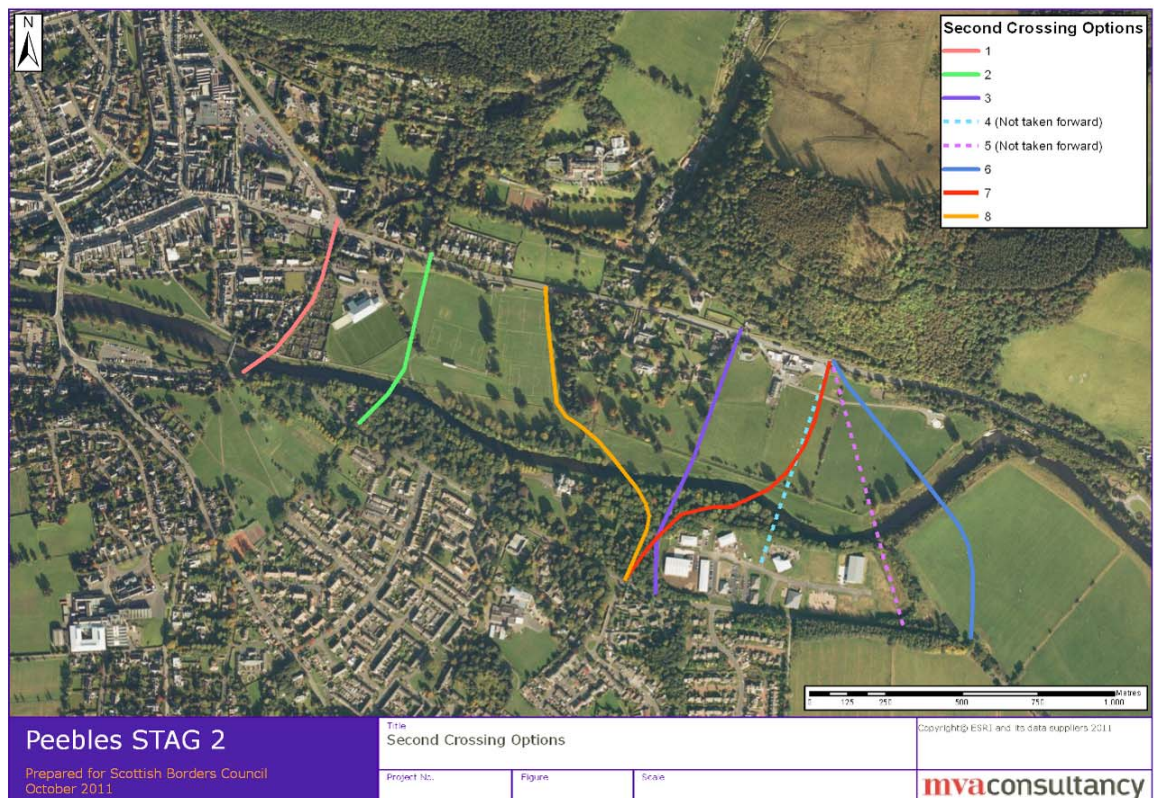 N
Second Crossing Options
1
2
3
4 (Not taken forward)
5 (Not taken forward)
6
7
8
Metres
0 125 250 500 750 1,000
Peebles STAG 2
Prepared for Scottish Borders Council
October 2011
Title
Second Crossing Options
Project No.
Figure
Scale
Copyright© ESRI and its data suppliers 2011
mvaconsultancy